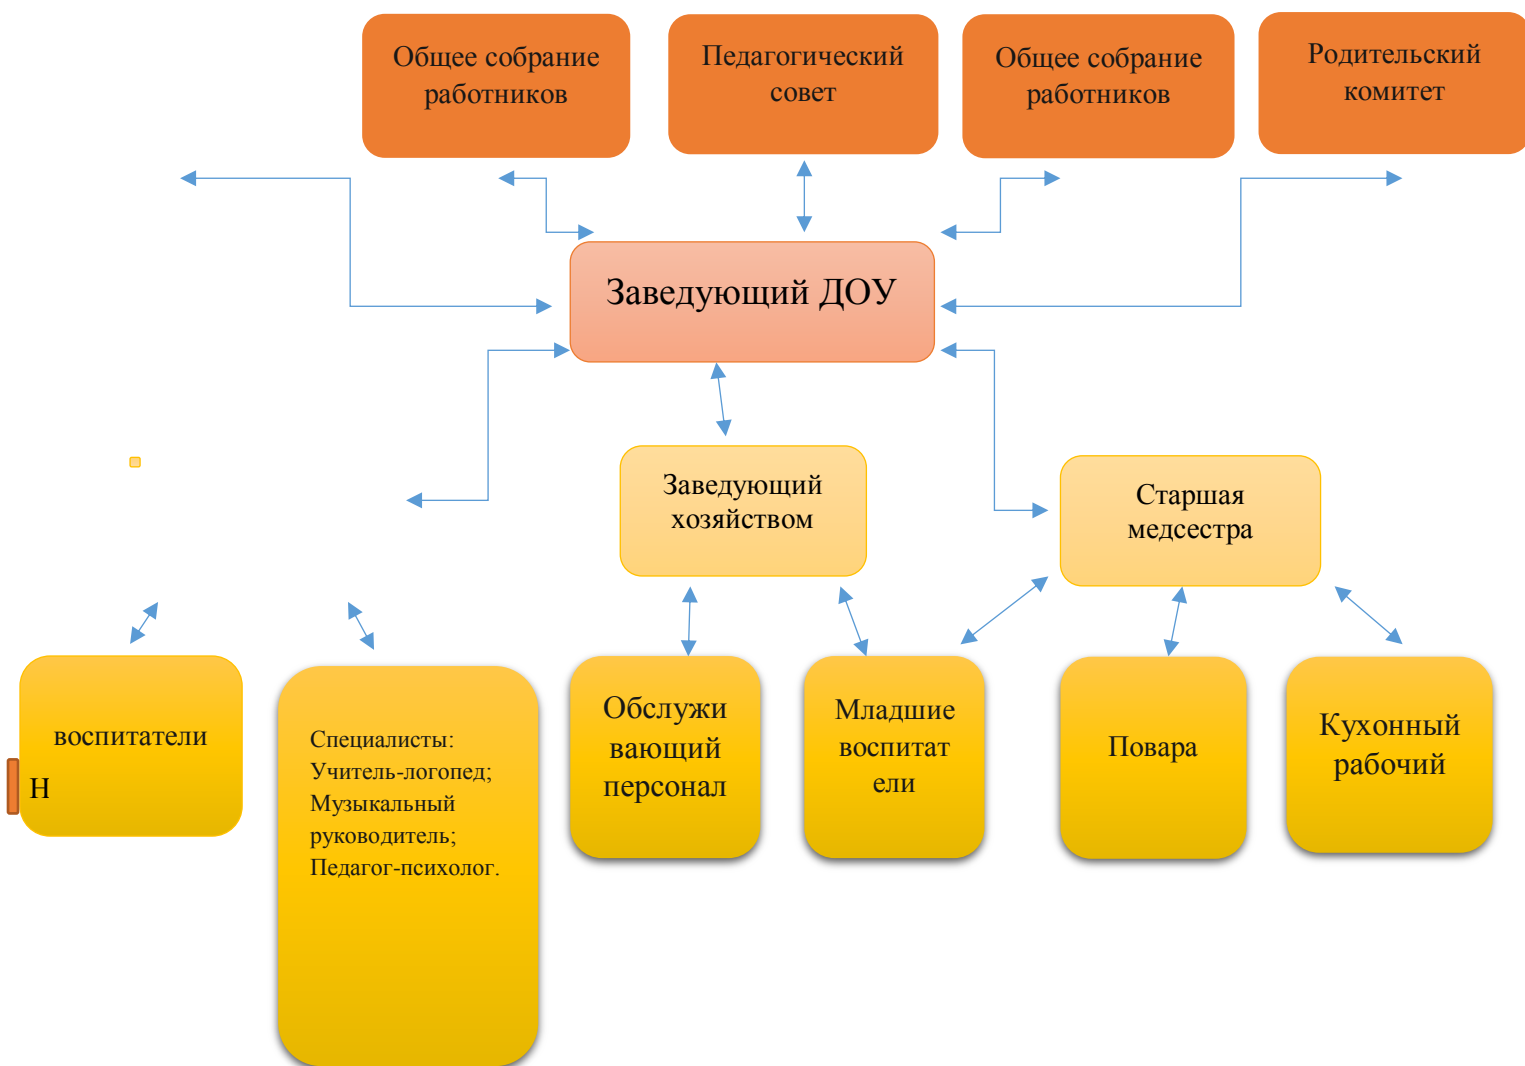 Общее собрание
работников
Педагогический
совет
Общее собрание
работников
Родительский
комитет
Заведующий ДОУ
Заведующий
хозяйством
Старшая
медсестра
воспитатели
Н
Специалисты:
Учитель-логопед;
Музыкальный
руководитель;
Педагог-психолог.
Обслужи
вающий
персонал
Младшие
воспитат
ели
Повара
Кухонный
рабочий